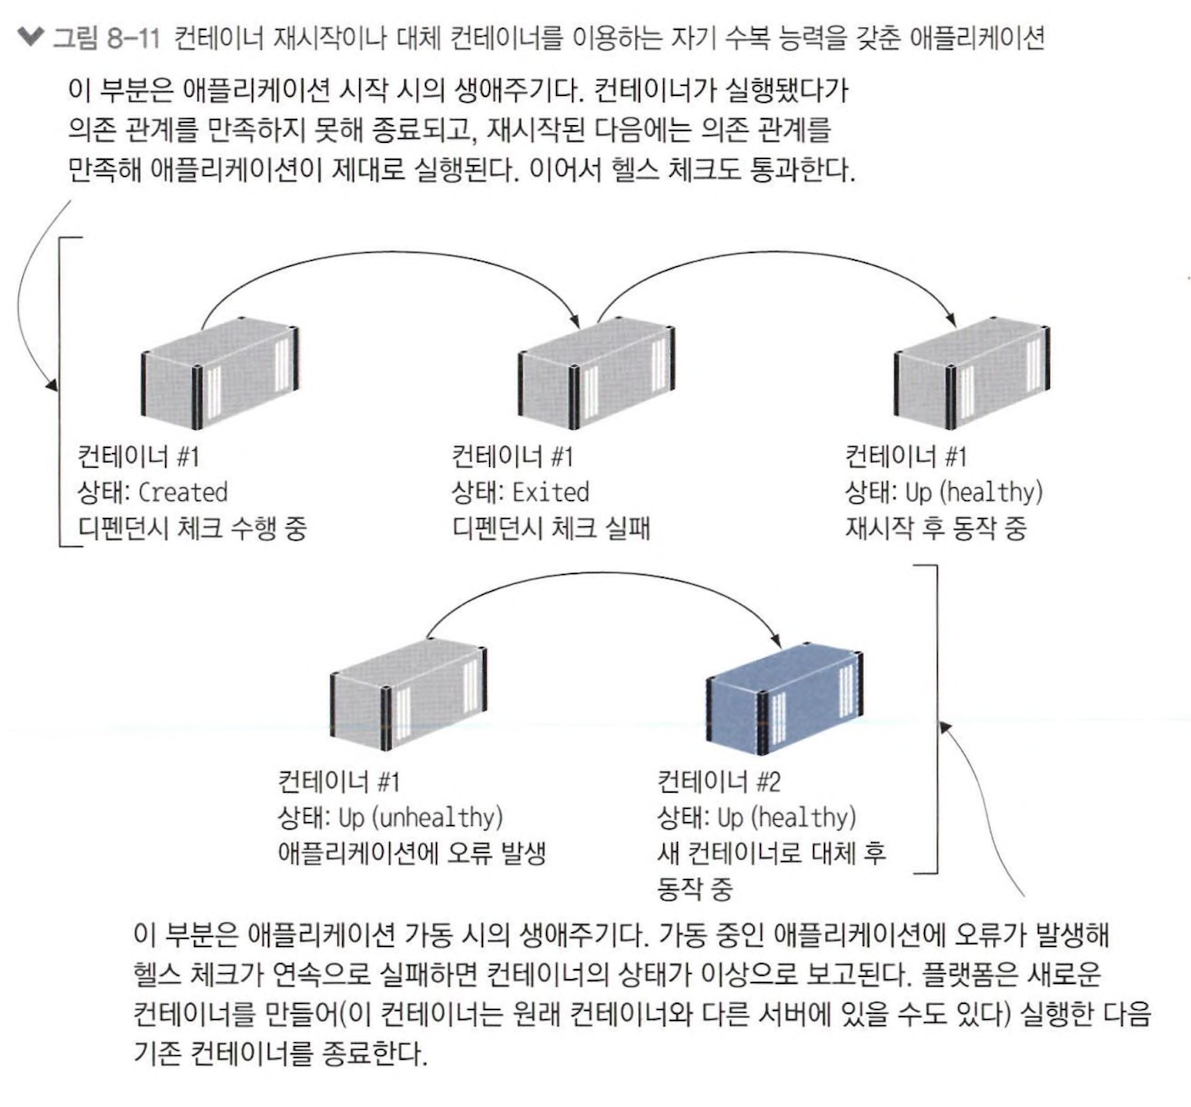 그림 8-11 컨테이너 재시작이나 대체 컨테이너를 이용하는 자기 수복 능력을 갖춘 애플리케이션
이 부분은 애플리케이션 시작 시의 생애주기다. 컨테이너가 실행됐다가
의존 관계를 만족하지 못해 종료되고, 재시작된 다음에는 의존 관계를
만족해 애플리케이션이 제대로 실행된다. 이어서 헬스 체크도 통과한다.
컨테이너 #1
상태: Created
디펜던시 체크 수행 중
컨테이너 #1
상태: Exited
디펜던시 체크 실패
컨테이너 #1
상태: Up (healthy)
재시작 후 동작 중
컨테이너 #1
상태: Up (unhealthy)
애플리케이션에 오류 발생
컨테이너 #2
상태: Up (healthy)
새 컨테이너로 대체 후
동작 중
이 부분은 애플리케이션 가동 시의 생애주기다. 가동 중인 애플리케이션에 오류가 발생해
헬스 체크가 연속으로 실패하면 컨테이너의 상태가 이상으로 보고된다. 플랫폼은 새로운
컨테이너를 만들어(이 컨테이너는 원래 컨테이너와 다른 서버에 있을 수도 있다) 실행한 다음
기존 컨테이너를 종료한다.